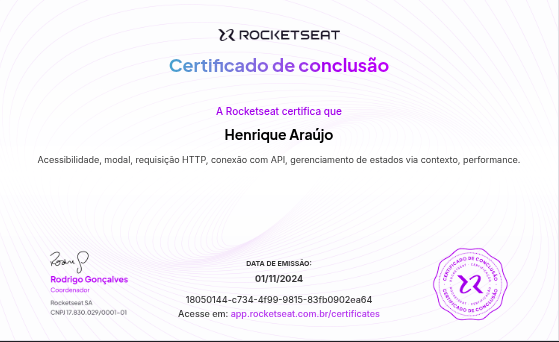 ROCKETSEAT
Certificado de conclusão
A Rocketseat certifica que
Henrique Araújo
Acessibilidade, modal, requisição HTTP, conexão com API, gerenciamento de estados via contexto, performance.
Rodrigo Gonçalves
Coordenador
Rocketseat SA
CNPJ 17.830.029/0001-01
DATA DE EMISSÃO:
01/11/2024
18050144-c734-4f99-9815-83fb0902ea64
Acesse em: app.rocketseat.com.br/certificates
CERTIFICADO DE CONCLUSÃO
CERTIFICADO DE CONCLUSÃO